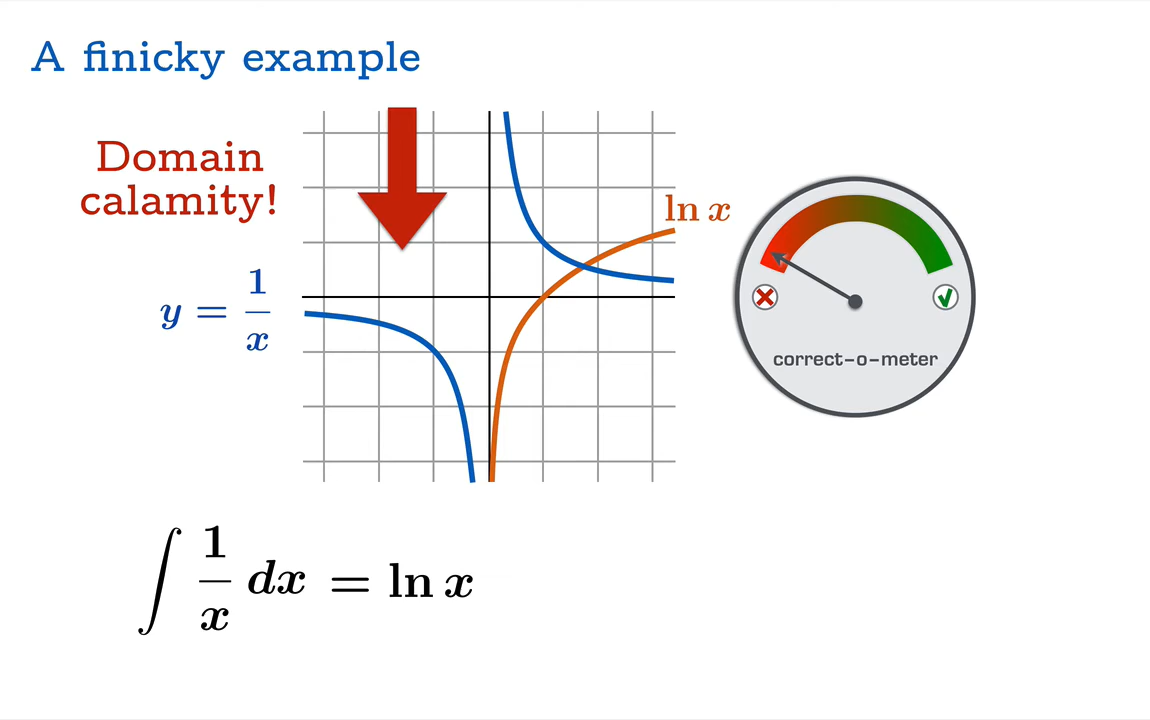 A finicky example
Domain
calamity!
ln x
y = 1/x
correct-o-meter
∫ 1/x dx = ln x